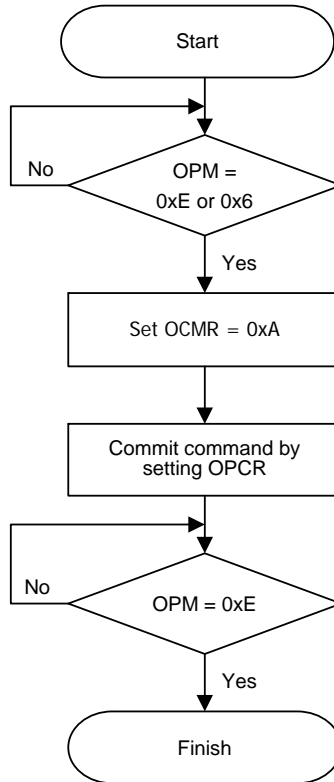 Start
No
OPM =
0xE or 0x6
Yes
Set OCMR = 0xA
Commit command by
setting OPCR
No
OPM = 0xE
Yes
Finish